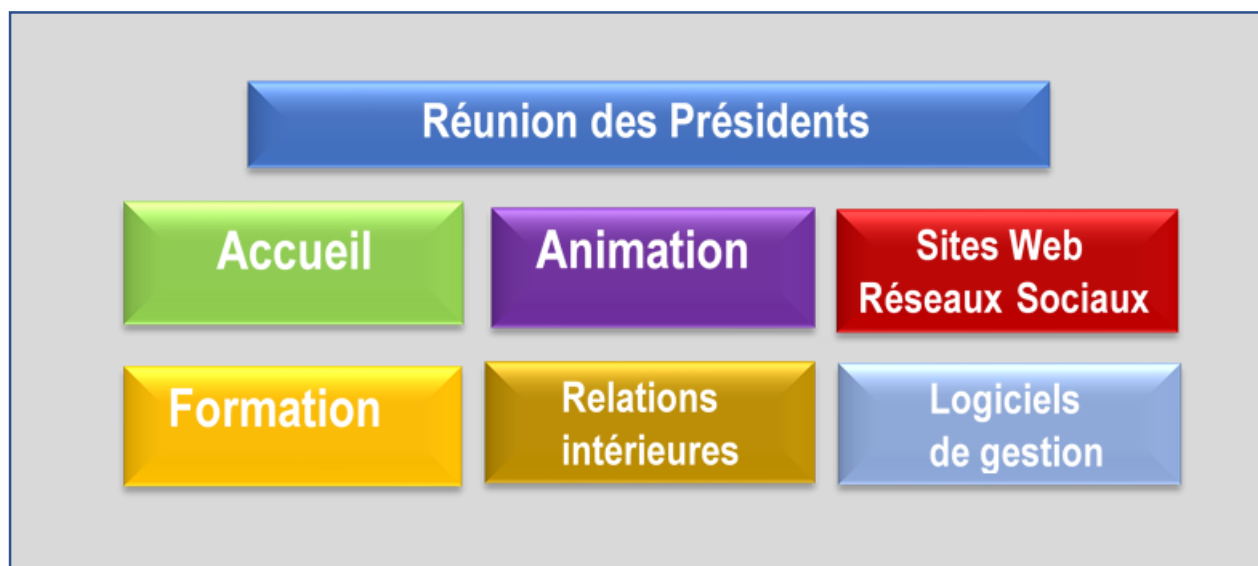 Réunion des Présidents
Accueil
Animation
Sites Web
Réseaux Sociaux
Formation
Relations
intérieures
Logiciels
de gestion